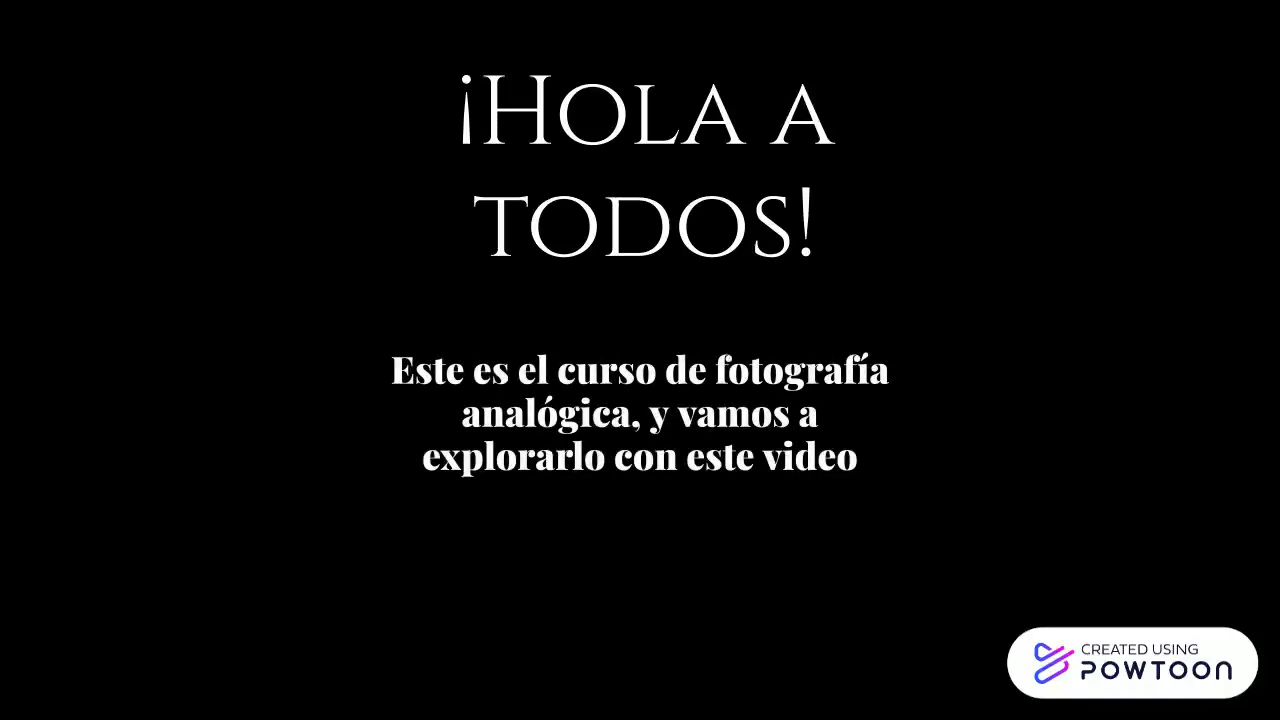 ¡Hola a
todos!
Este es el curso de fotografía
analógica, y vamos a
explorarlo con este video
CREATED USING
POWTOON